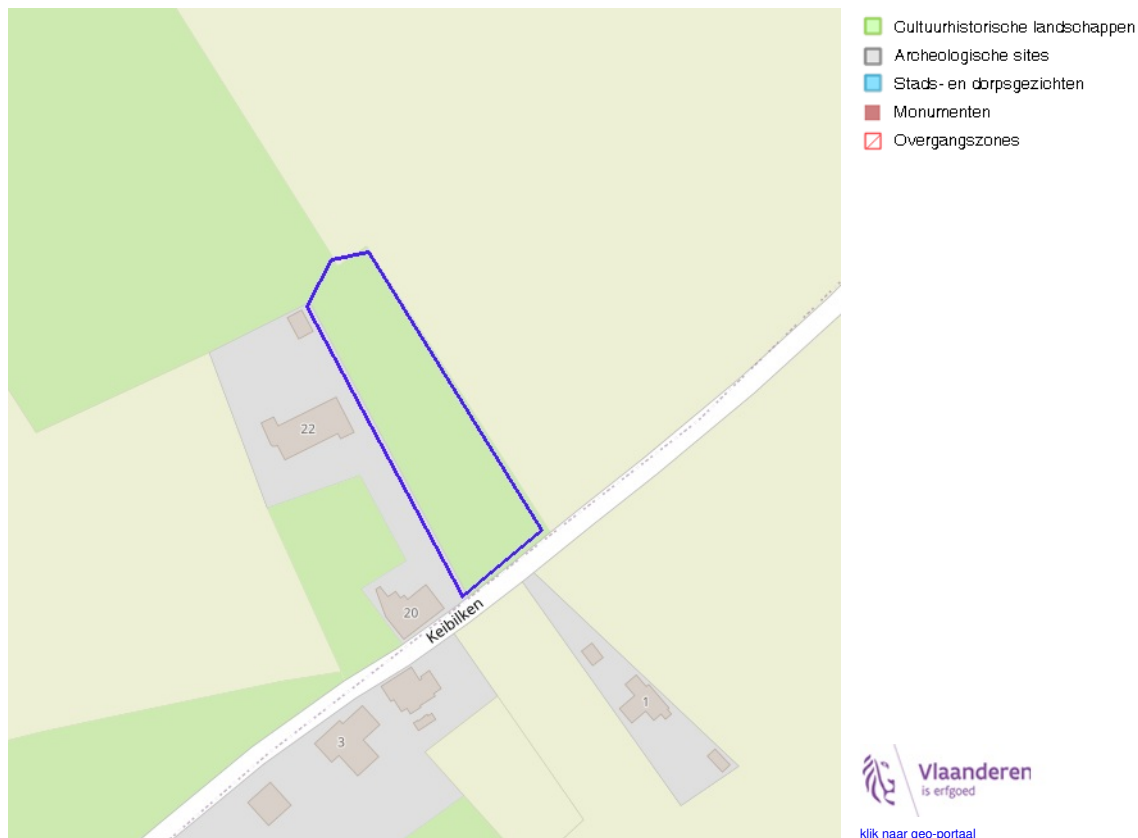 Cultuurhistorische landschappen
Archeologische sites
Stads- en dorpsgezichten
Monumenten
Overgangszones
22
20
Keibilken
1
3
Vlaanderen
is erfgoed
klik naar geo-portaal